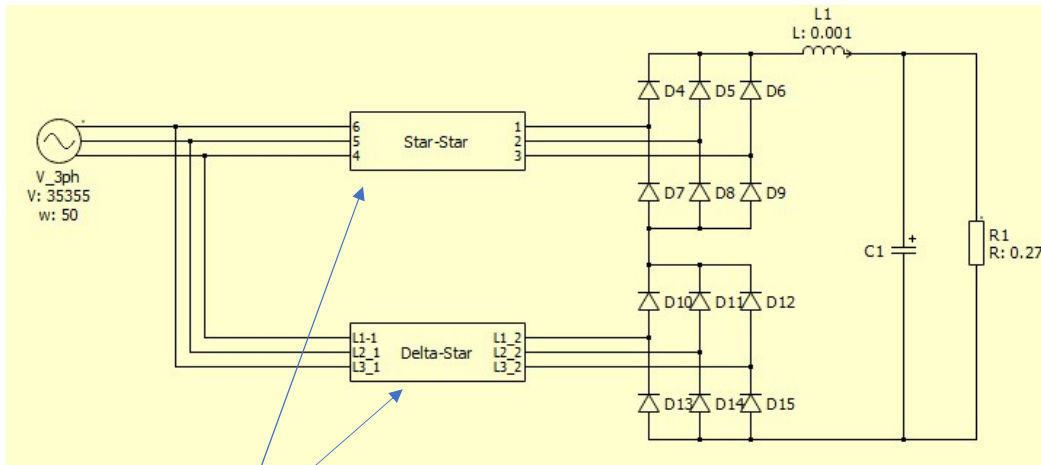 L1
L: 0.001
D4 D5 D6
6 Star-Star 1
5 2
4 3
V_3ph
V: 35355
w: 50
D7 D8 D9
C1 +
R1
R: 0.27
D10 D11 D12
L1-1 L1_2
L2_1 Delta-Star L2_2
L3_1 L3_2
D13 D14 D15